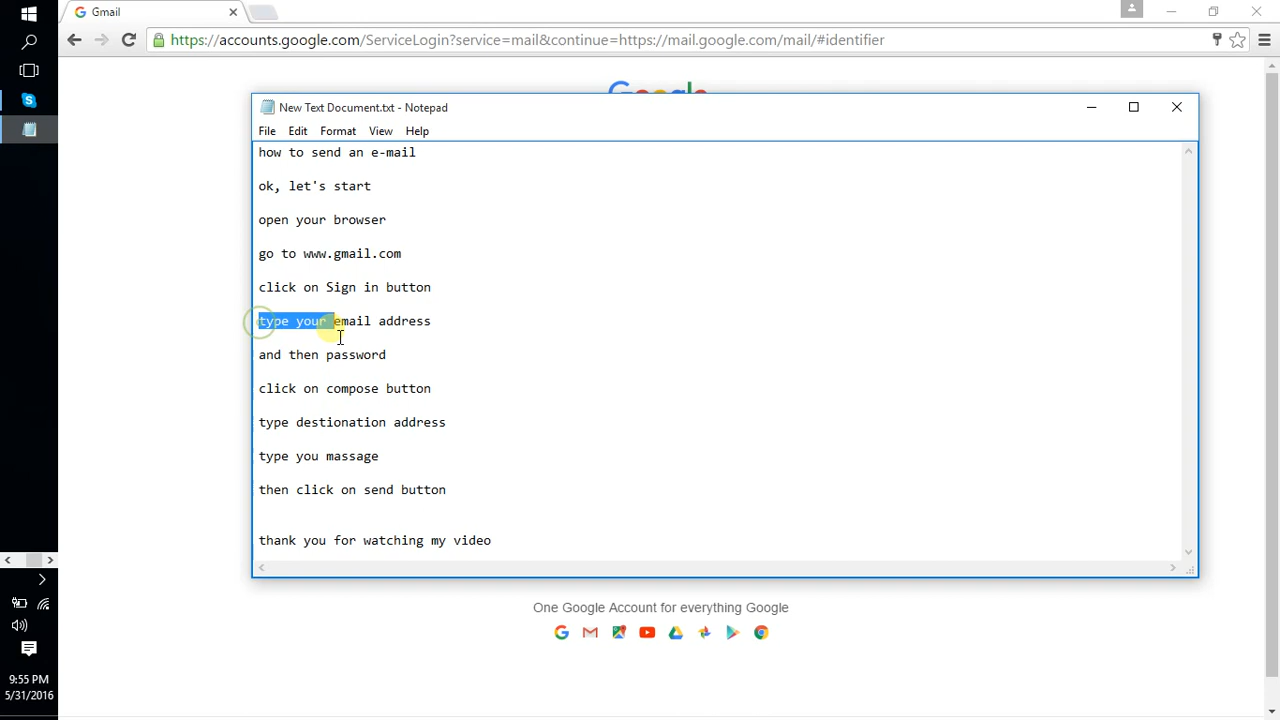 Gmail
https://accounts.google.com/ServiceLogin?service=mail&continue=https://mail.google.com/mail/#identifier
Google
New Text Document.txt - Notepad
File Edit Format View Help
how to send an e-mail
ok, let's start
open your browser
go to www.gmail.com
click on Sign in button
type your email address
and then password
click on compose button
type destionation address
type you massage
then click on send button
thank you for watching my video
One Google Account for everything Google
9:55 PM
5/31/2016